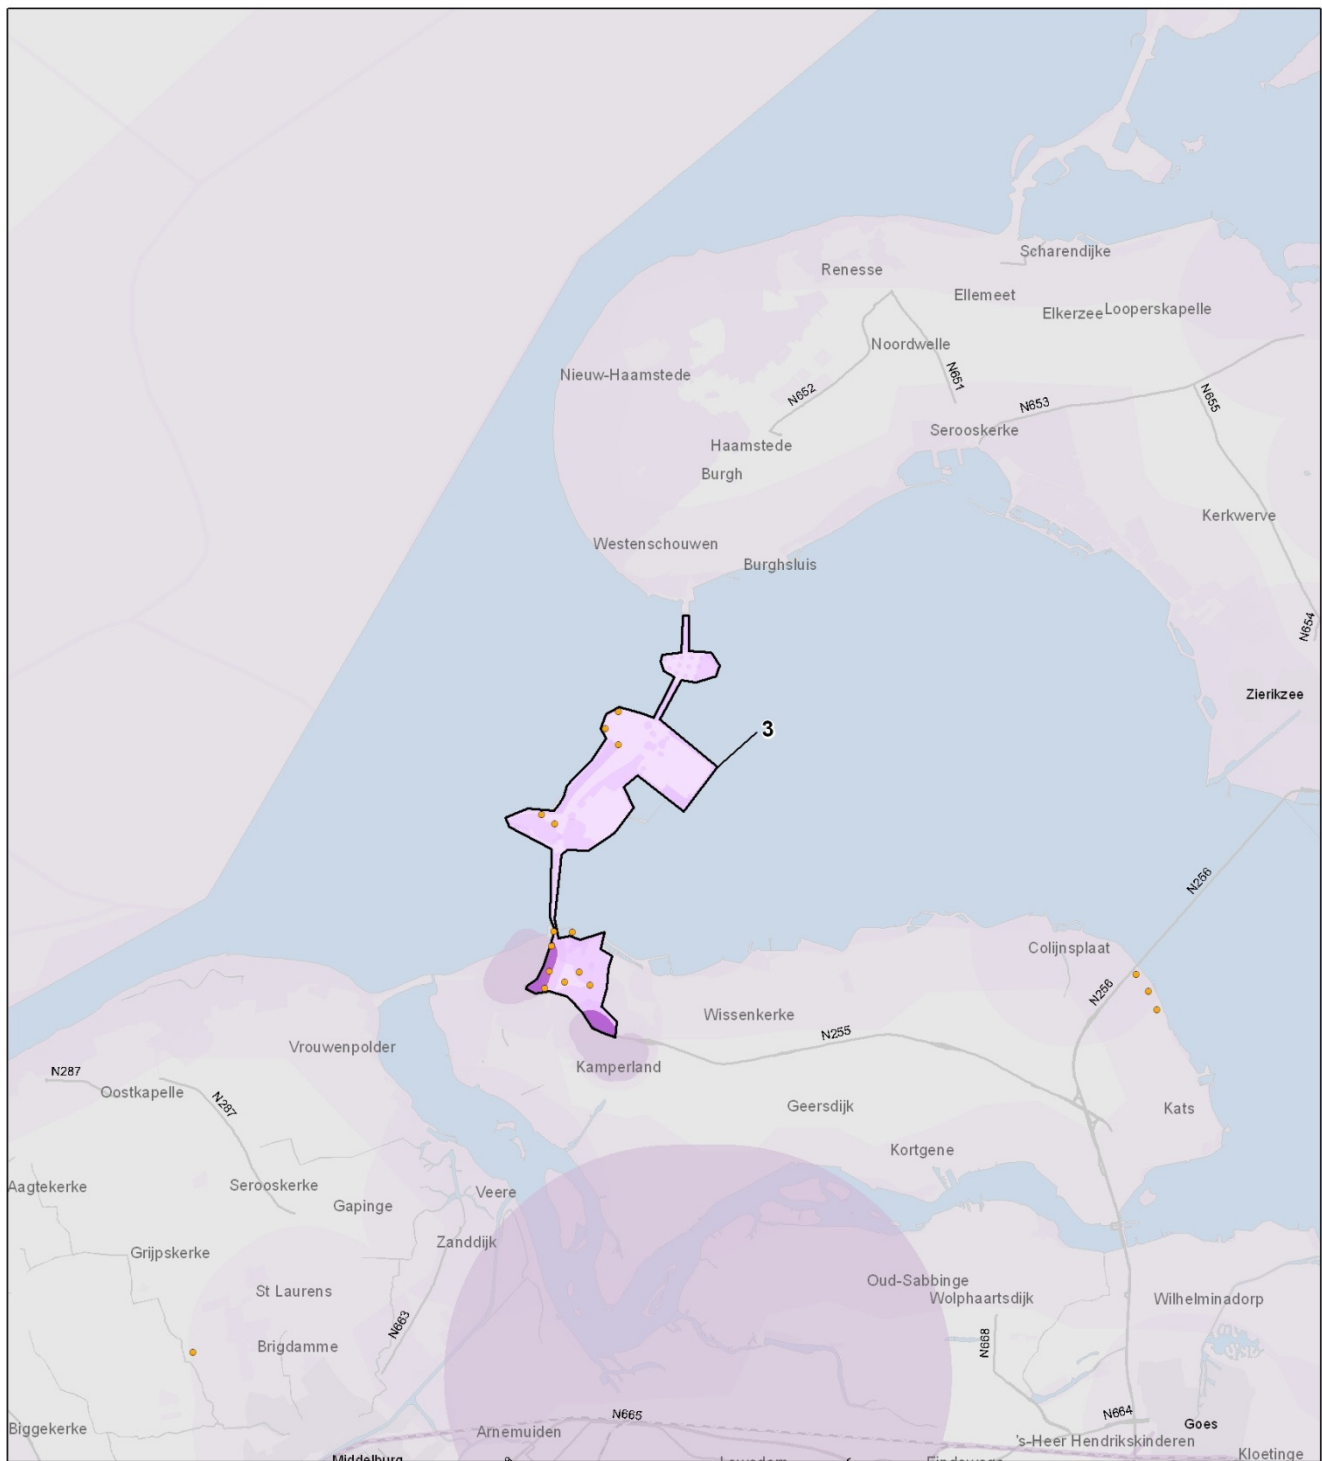 Scharendijke
Renesse
Ellemeet
Elkerzee
Looperskapelle
Noordwelle
N651
Nieuw-Haamstede
N652
N655
N653
Serooskerke
Haamstede
Burgh
Kerkwerve
Westenschouwen
Burghsluis
N654
Zierikzee
3
N256
Colijnsplaat
N256
Wissenkerke
N255
Vrouwenpolder
Kamperland
N287
Oostkapelle
N287
Geersdijk
Kats
Kortgene
Aagtekerke
Serooskerke
Veere
Gapinge
Zanddijk
Grijpskerke
Oud-Sabbinge
St Laurens
Wolphaartsdijk
Wilhelminadorp
N663
Brigdamme
N668
N665
N664
Goes
Biggekerke
Arnemuiden
's-Heer Hendrikskinderen
Kloetinge
Middelburg